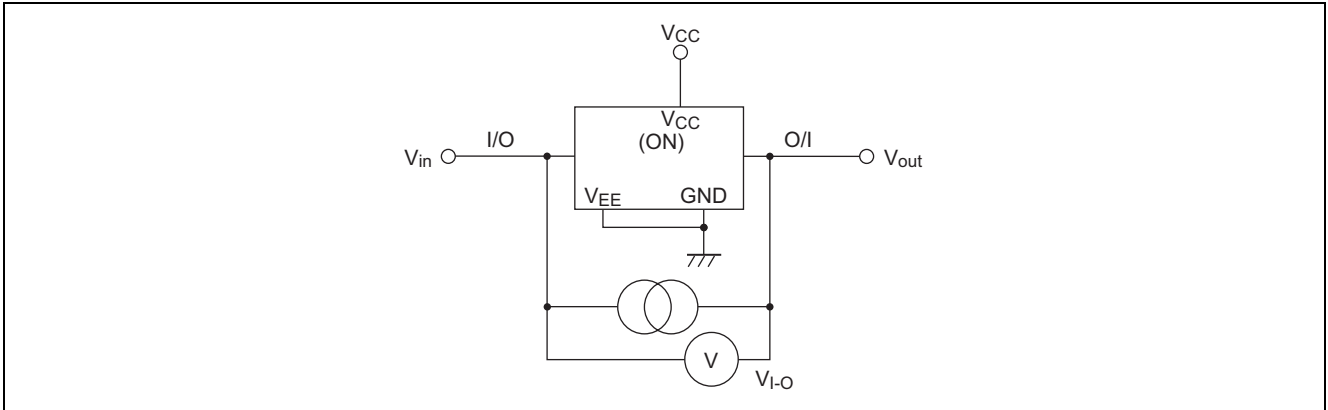 VCC
VCC
(ON)
I/O
O/I
Vin
Vout
VEE
GND
V
VI-O